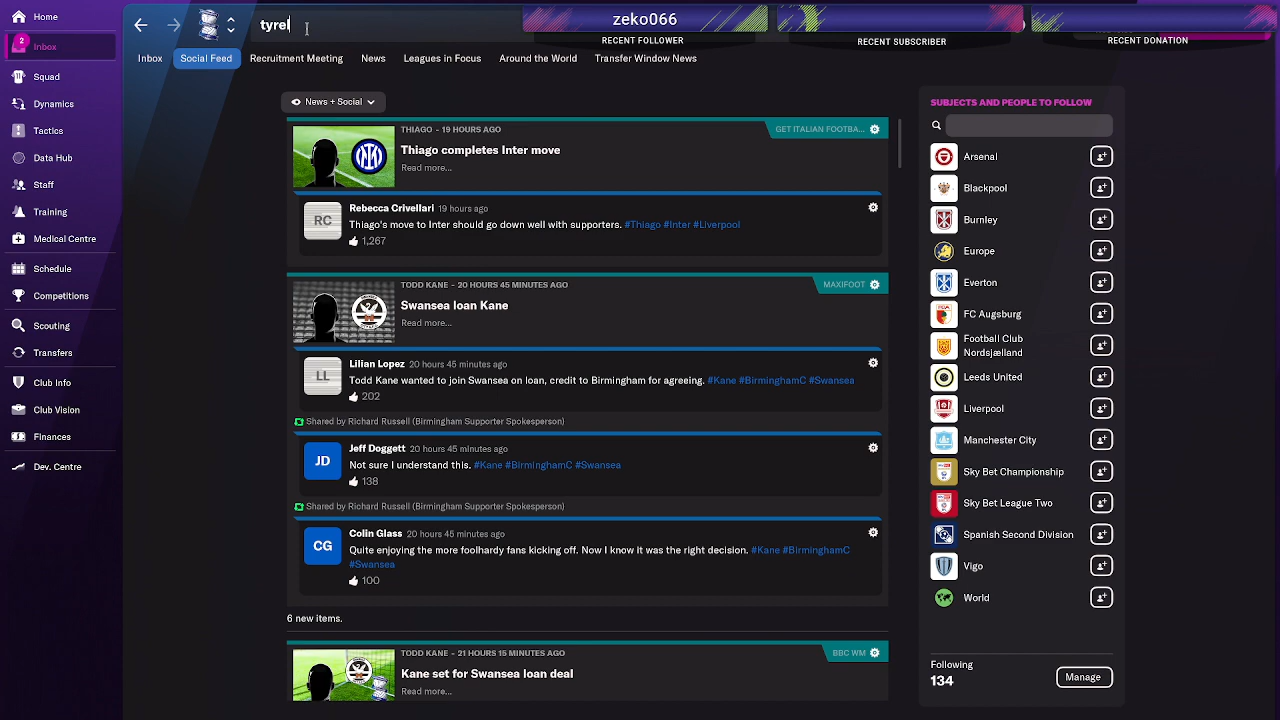 Home
2
Inbox
Squad
Dynamics
Tactics
Data Hub
Staff
Training
Medical Centre
Schedule
Competitions
Scouting
Transfers
Club Info
Club Vision
Finances
Dev. Centre
tyrel
zeko066
RECENT FOLLOWER
RECENT SUBSCRIBER
RECENT DONATION
Inbox
Social Feed
Recruitment Meeting
News
Leagues in Focus
Around the World
Transfer Window News
News + Social
THIAGO - 19 HOURS AGO
GET ITALIAN FOOTBA...
Thiago completes Inter move
Read more...
RC
Rebecca Crivellari 19 hours ago
Thiago's move to Inter should go down well with supporters. #Thiago #Inter #Liverpool
1,267
TODD KANE - 20 HOURS 45 MINUTES AGO
MAXIFOOT
Swansea loan Kane
Read more...
LL
Lilian Lopez 20 hours 45 minutes ago
Todd Kane wanted to join Swansea on loan, credit to Birmingham for agreeing. #Kane #BirminghamC #Swansea
202
Shared by Richard Russell (Birmingham Supporter Spokesperson)
JD
Jeff Doggett 20 hours 45 minutes ago
Not sure I understand this. #Kane #BirminghamC #Swansea
138
Shared by Richard Russell (Birmingham Supporter Spokesperson)
CG
Colin Glass 20 hours 45 minutes ago
Quite enjoying the more foolhardy fans kicking off. Now I know it was the right decision. #Kane #BirminghamC
#Swansea
100
6 new items.
TODD KANE - 21 HOURS 15 MINUTES AGO
BBC WM
Kane set for Swansea loan deal
Read more...
SUBJECTS AND PEOPLE TO FOLLOW
Arsenal
Blackpool
Burnley
Europe
Everton
FC Augsburg
Football Club
Nordsjælland
Leeds United
Liverpool
Manchester City
Sky Bet Championship
Sky Bet League Two
Spanish Second Division
Vigo
World
Following
134
Manage